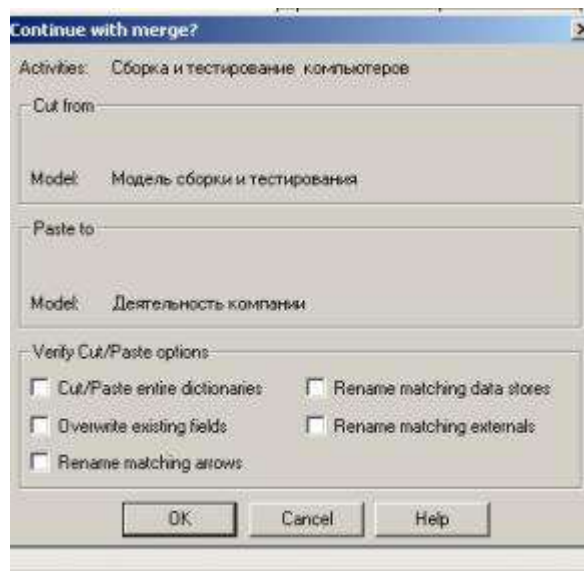 Continue with merge?
Activities: Сборка и тестирование компьютеров
Cut from
Model: Модель сборки и тестирования
Paste to
Model: Деятельность компании
Verify Cut/Paste options
Cut/Paste entire dictionaries Rename matching data stores
Overwrite existing fields Rename matching externals
Rename matching arrows
OK Cancel Help